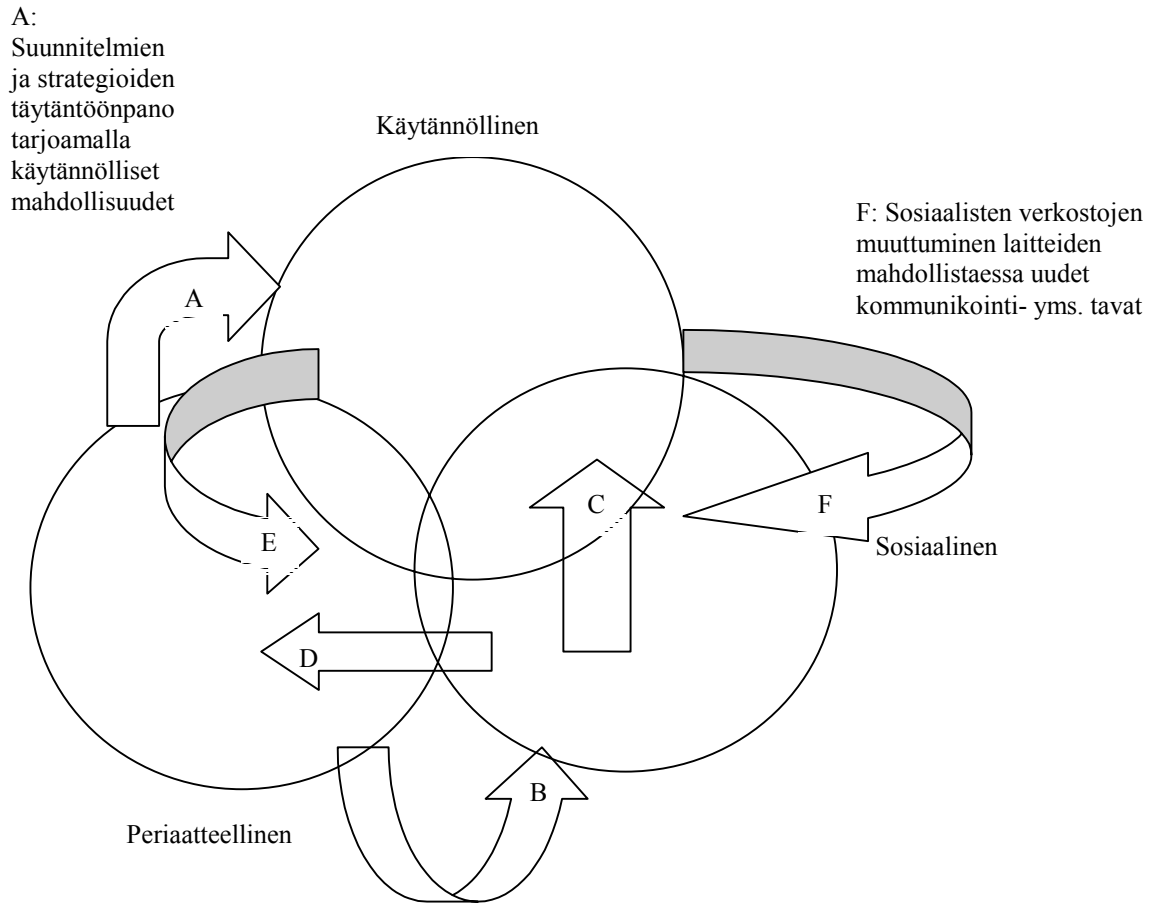 A:
Suunnitelmien
ja strategioiden
täytäntöönpano
tarjoamalla
käytännölliset
mahdollisuudet
Käytännöllinen
F: Sosiaalisten verkostojen
muuttuminen laitteiden
mahdollistaessa uudet
kommunikointi- yms. tavat
A
C
F
E
Sosiaalinen
D
B
Periaatteellinen